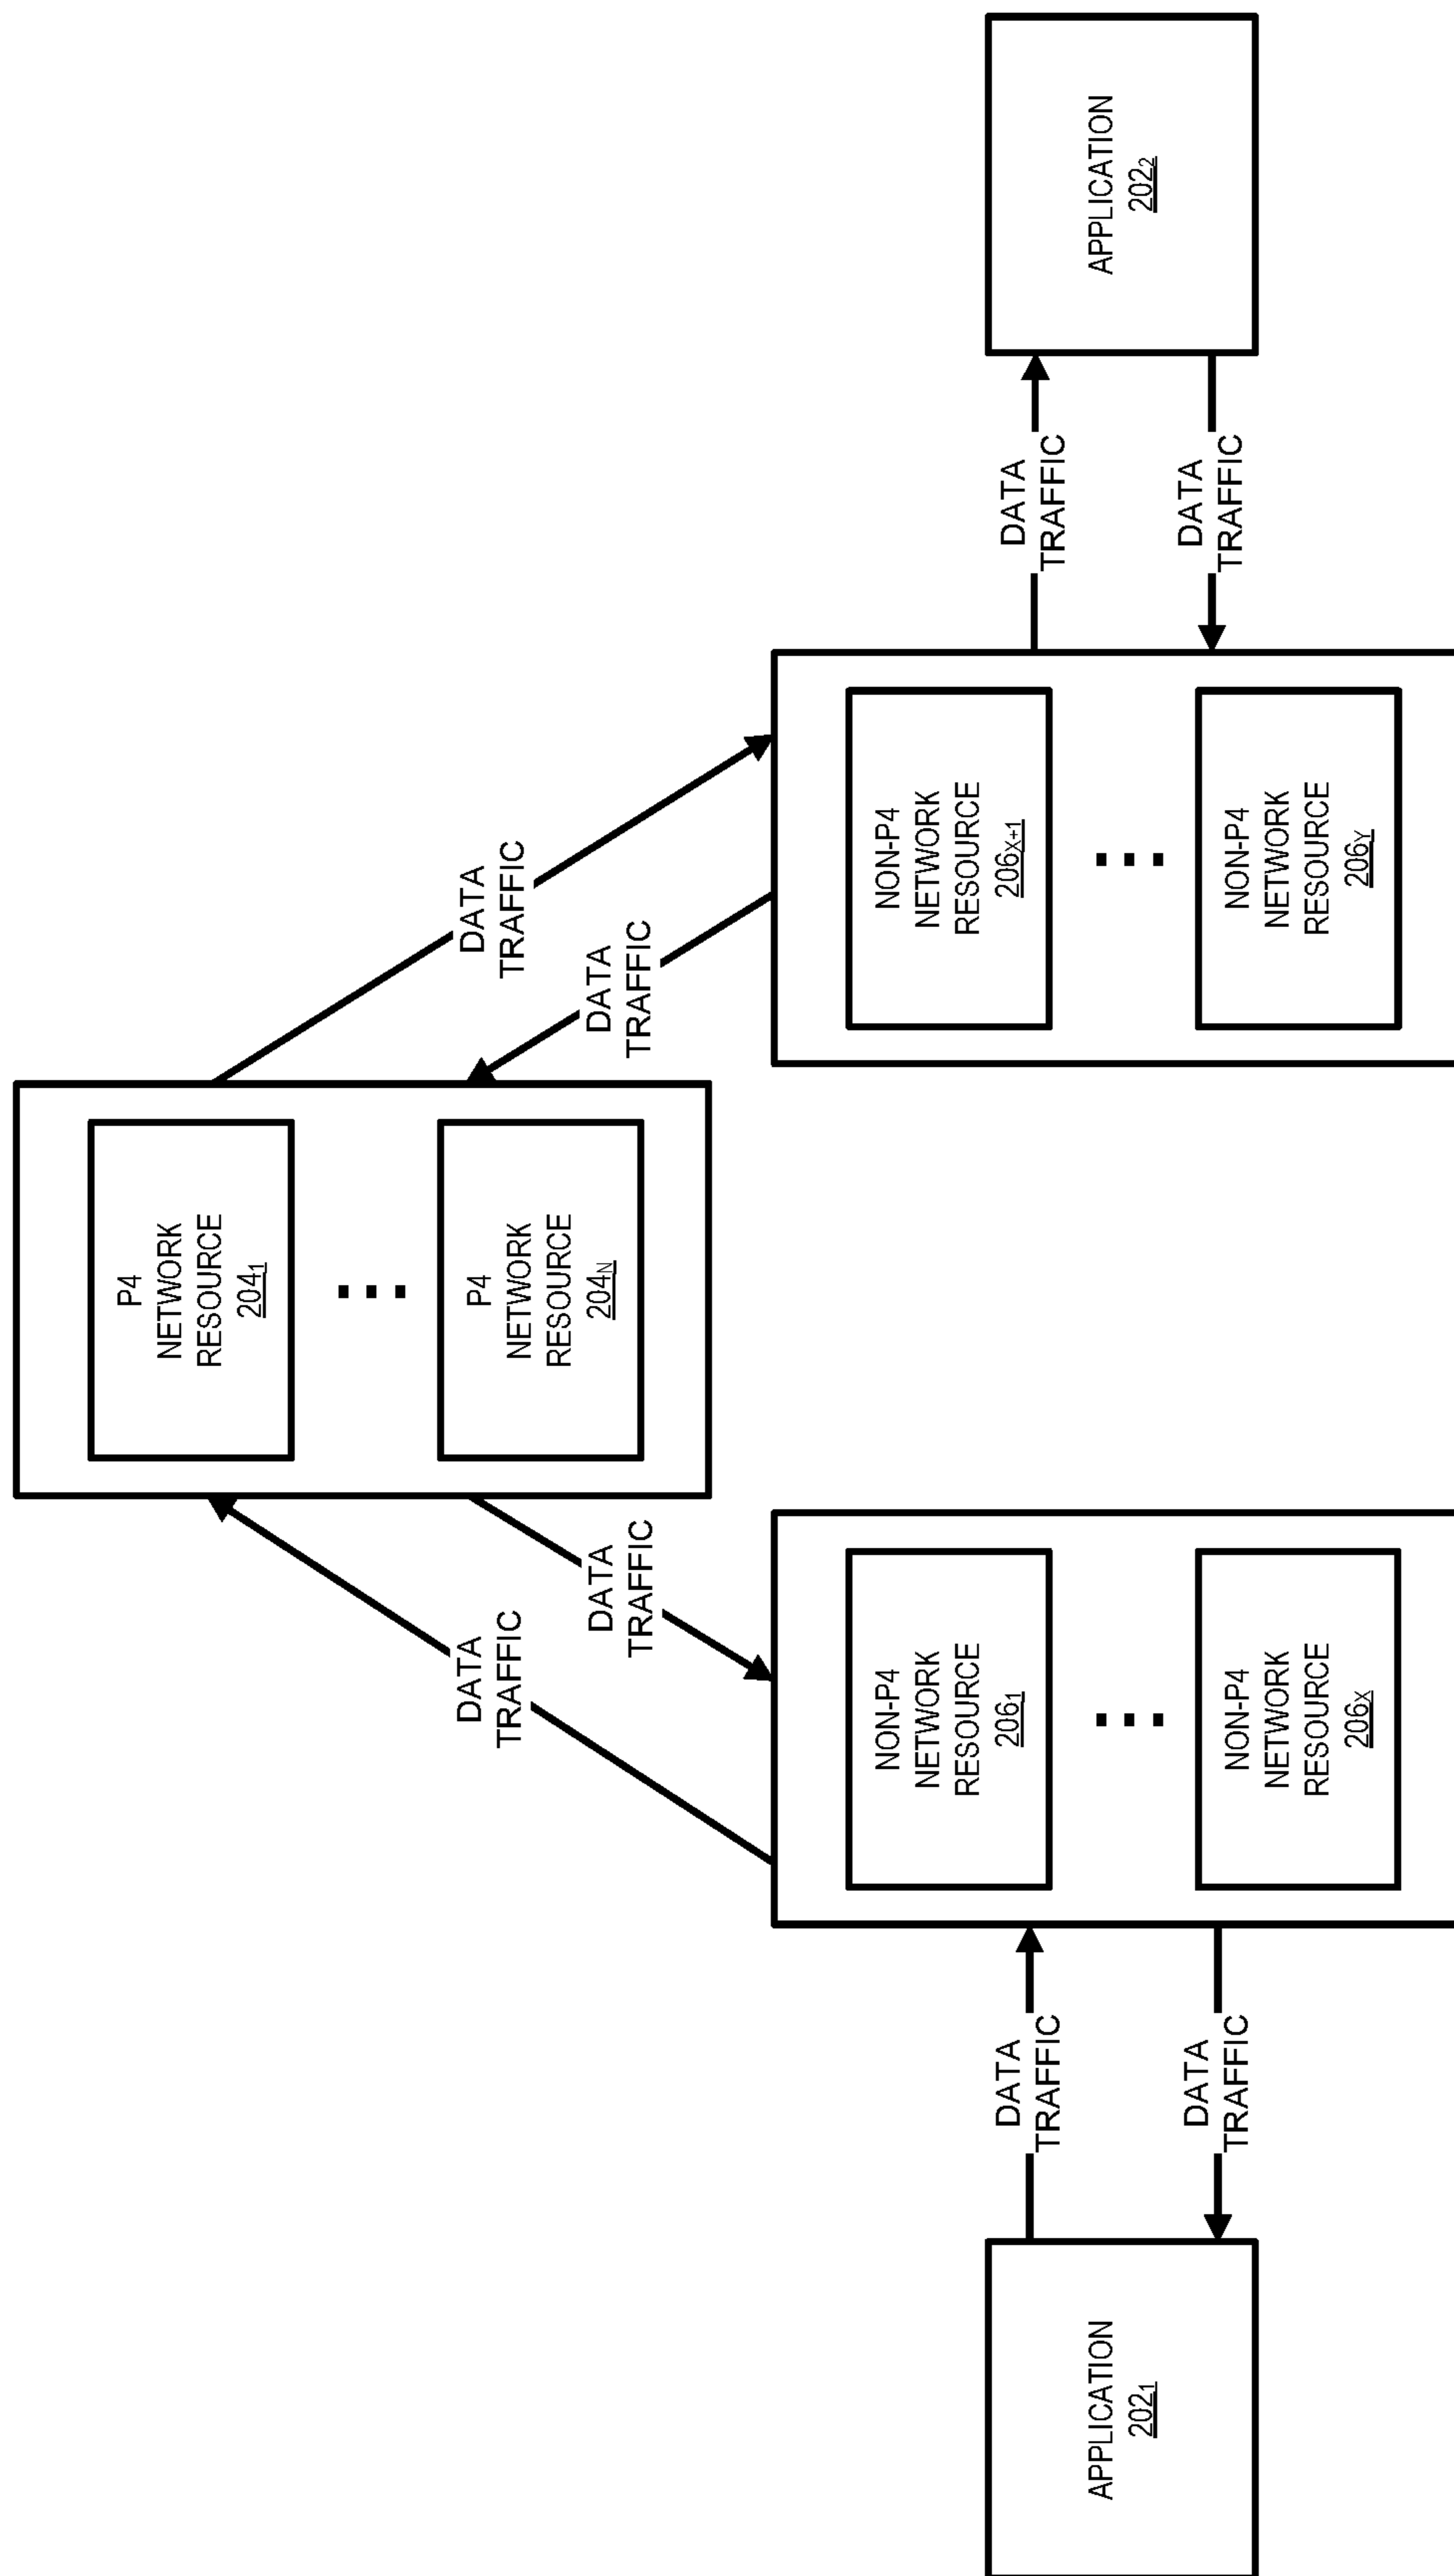 P4
NETWORK
RESOURCE
204₁
P4
NETWORK
RESOURCE
204N
DATA
TRAFFIC
DATA
TRAFFIC
DATA
TRAFFIC
DATA
TRAFFIC
APPLICATION
202₁
DATA
TRAFFIC
DATA
TRAFFIC
NON-P4
NETWORK
RESOURCE
206₁
NON-P4
NETWORK
RESOURCE
206X
NON-P4
NETWORK
RESOURCE
206X+1
NON-P4
NETWORK
RESOURCE
206Y
DATA
TRAFFIC
DATA
TRAFFIC
APPLICATION
202₂